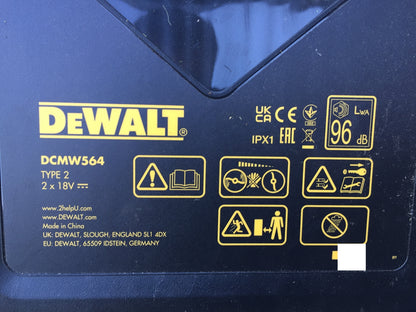 DEWALT®
DCMW564
TYPE 2
2 x 18V
www.2helpU.com
www.DEWALT.com
Made in China
UK: DEWALT, SLOUGH, ENGLAND SL1 4DX
EU: DEWALT, 65509 IDSTEIN, GERMANY
UK CA CE
IPX1 EAC
LWA
96 dB